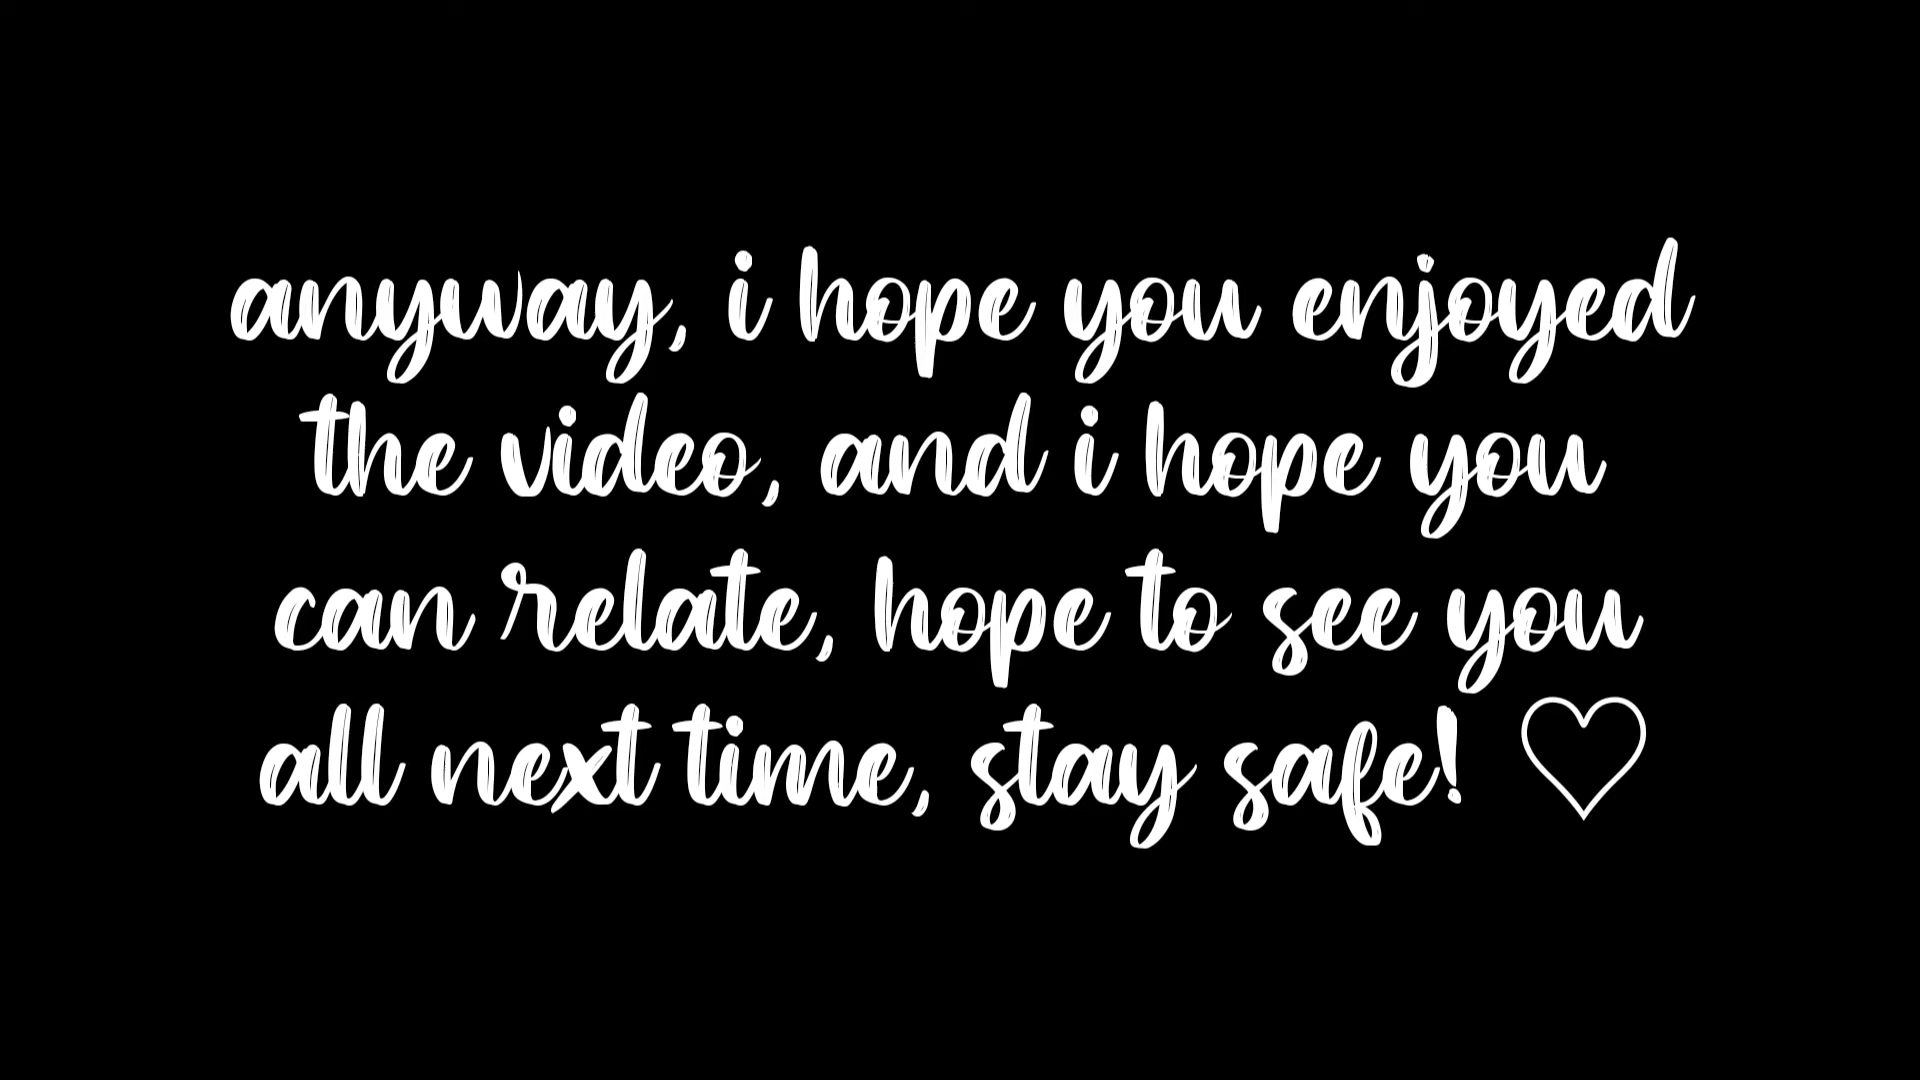 anyway, i hope you enjoyed
the video, and i hope you
can relate, hope to see you
all next time, stay safe! ♡